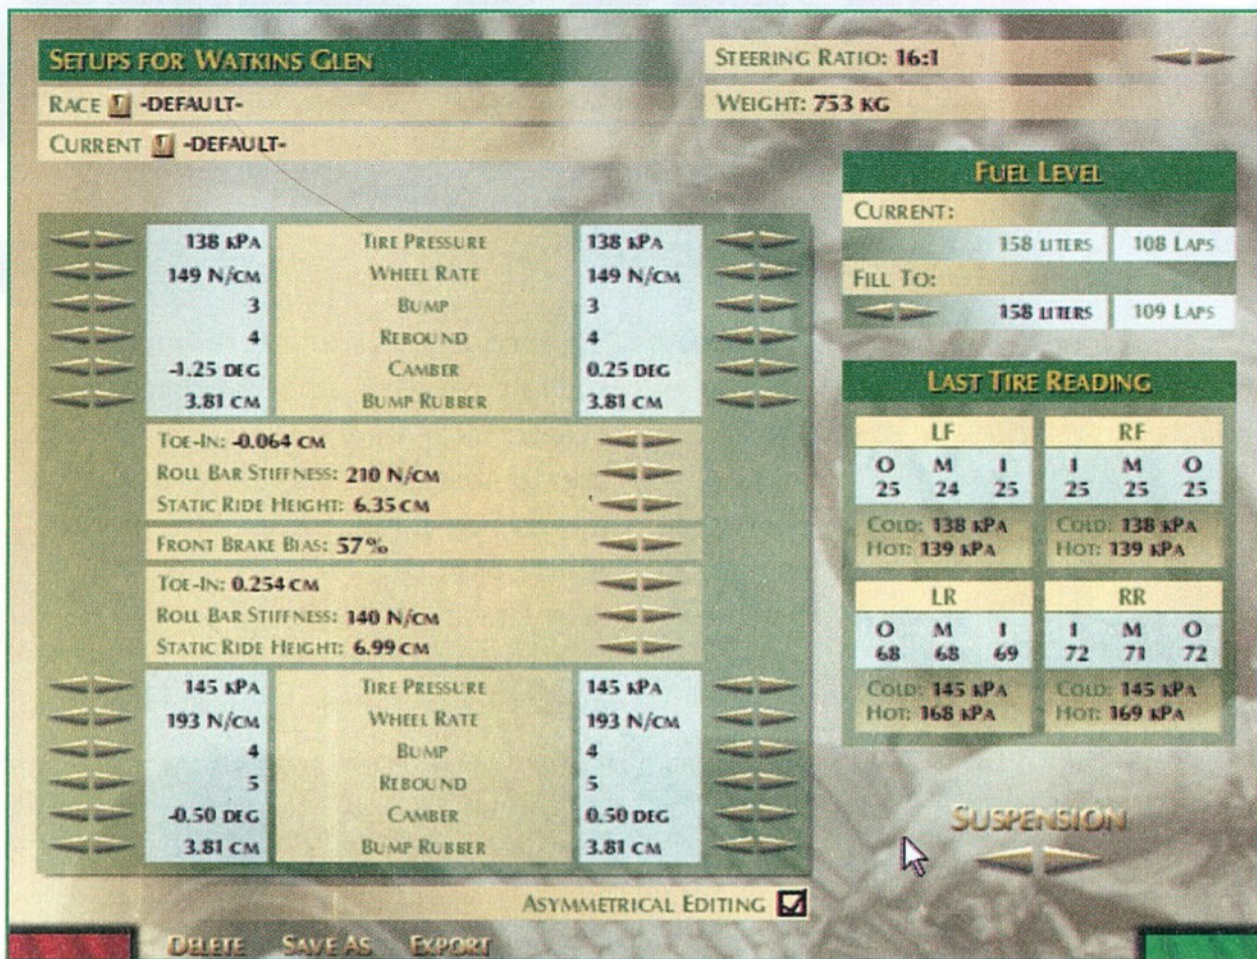 SETUPS FOR WATKINS GLEN
RACE -DEFAULT-
CURRENT -DEFAULT-
STEERING RATIO: 16:1
WEIGHT: 753 KG
FUEL LEVEL
CURRENT:
158 LITERS 108 LAPS
FILL TO:
158 LITERS 109 LAPS
138 KPA TIRE PRESSURE 138 KPA
149 N/CM WHEEL RATE 149 N/CM
3 BUMP 3
4 REBOUND 4
-1.25 DEG CAMBER 0.25 DEG
3.81 CM BUMP RUBBER 3.81 CM
TOE-IN: -0.064 CM
ROLL BAR STIFFNESS: 210 N/CM
STATIC RIDE HEIGHT: 6.35 CM
FRONT BRAKE BIAS: 57%
TOE-IN: 0.254 CM
ROLL BAR STIFFNESS: 140 N/CM
STATIC RIDE HEIGHT: 6.99 CM
145 KPA TIRE PRESSURE 145 KPA
193 N/CM WHEEL RATE 193 N/CM
4 BUMP 4
5 REBOUND 5
-0.50 DEG CAMBER 0.50 DEG
3.81 CM BUMP RUBBER 3.81 CM
LAST TIRE READING
LF RF
O M I I M O
25 24 25 25 25 25
COLD: 138 KPA COLD: 138 KPA
HOT: 139 KPA HOT: 139 KPA
LR RR
O M I I M O
68 68 69 72 71 72
COLD: 145 KPA COLD: 145 KPA
HOT: 168 KPA HOT: 169 KPA
SUSPENSION
ASYMMETRICAL EDITING
DELETE SAVE AS EXPORT